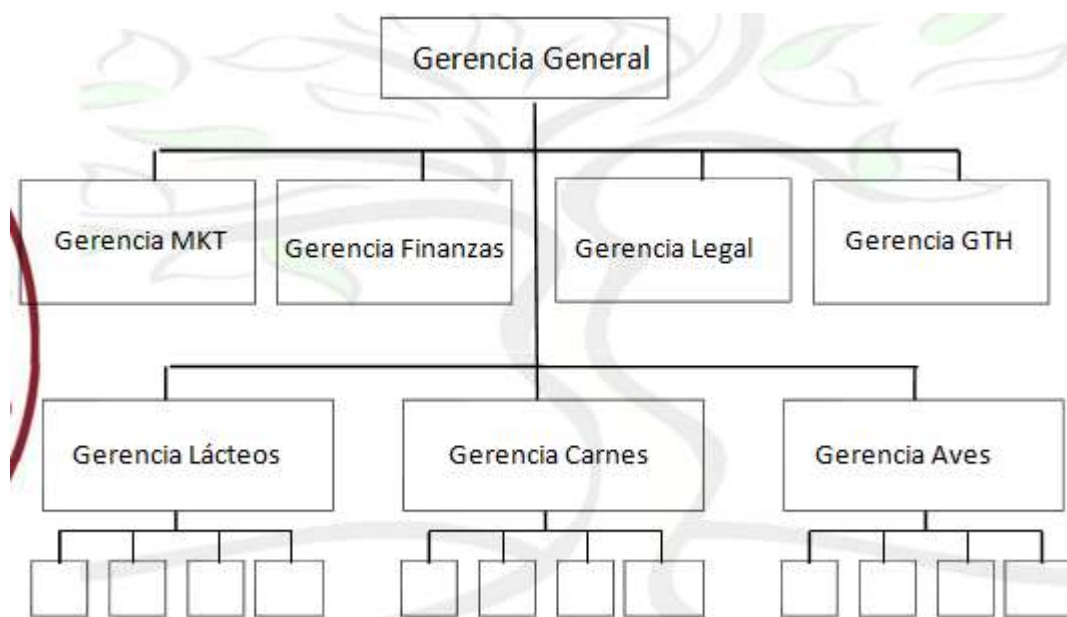 Gerencia General
Gerencia MKT
Gerencia Finanzas
Gerencia Legal
Gerencia GTH
Gerencia Lácteos
Gerencia Carnes
Gerencia Aves